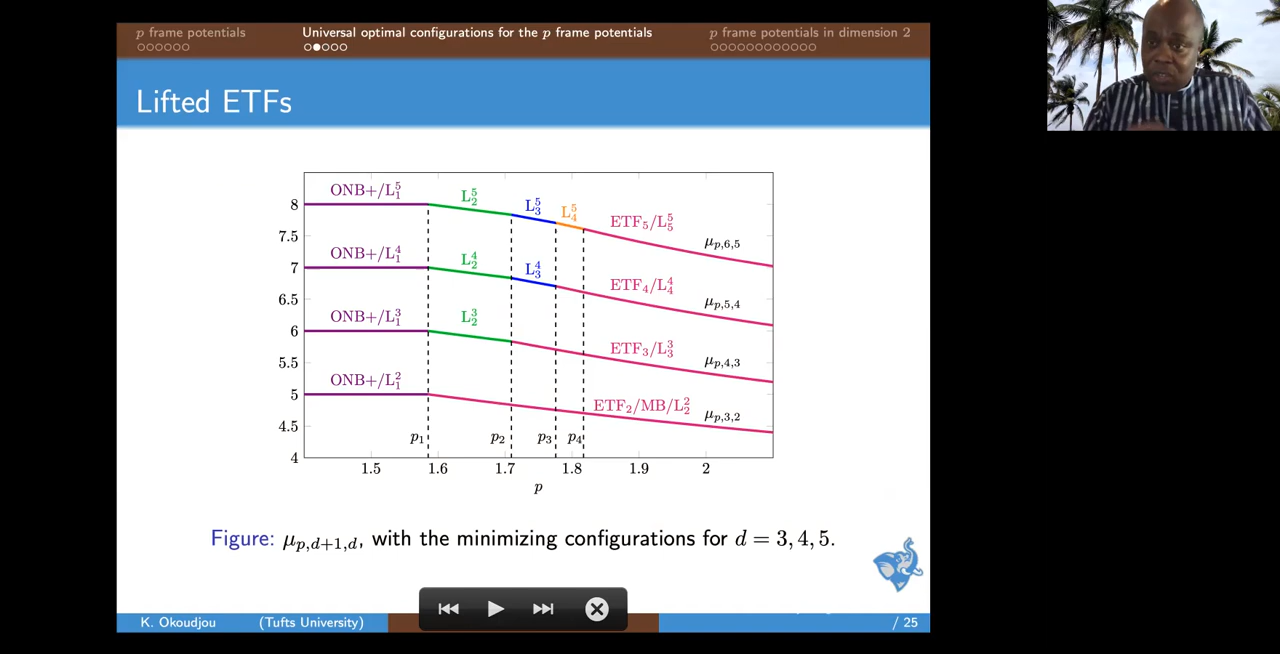 p frame potentials
Universal optimal configurations for the p frame potentials
p frame potentials in dimension 2
Lifted ETFs
8
7.5
7
6.5
6
5.5
5
4.5
4
ONB+/L₁⁵
L₂⁵
L₃⁵
L₄⁵
ETF₅/L₅⁵
μ_{p,6,5}
ONB+/L₁⁴
L₂⁴
L₃⁴
ETF₄/L₄⁴
μ_{p,5,4}
ONB+/L₁³
L₂³
ETF₃/L₃³
μ_{p,4,3}
ONB+/L₁²
ETF₂/MB/L₂²
μ_{p,3,2}
p₁
p₂
p₃
p₄
1.5
1.6
1.7
1.8
1.9
2
p
Figure: μ_{p,d+1,d}, with the minimizing configurations for d = 3, 4, 5.
K. Okoudjou (Tufts University)
/ 25